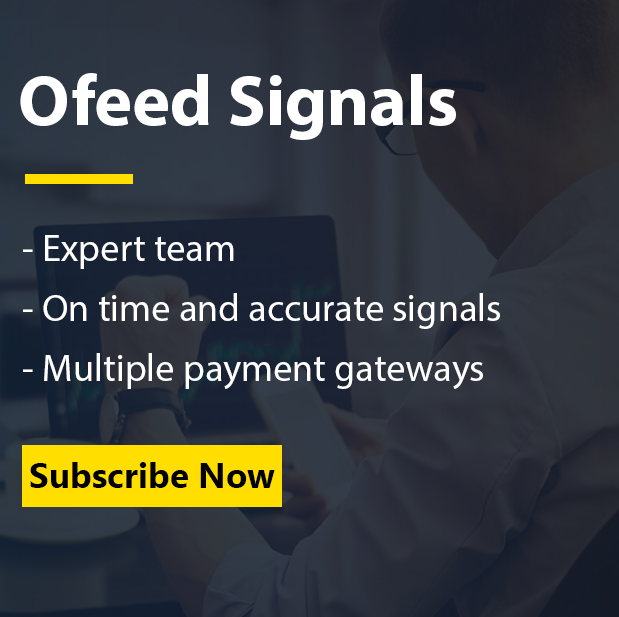 Ofeed Signals
- Expert team
- On time and accurate signals
- Multiple payment gateways
Subscribe Now